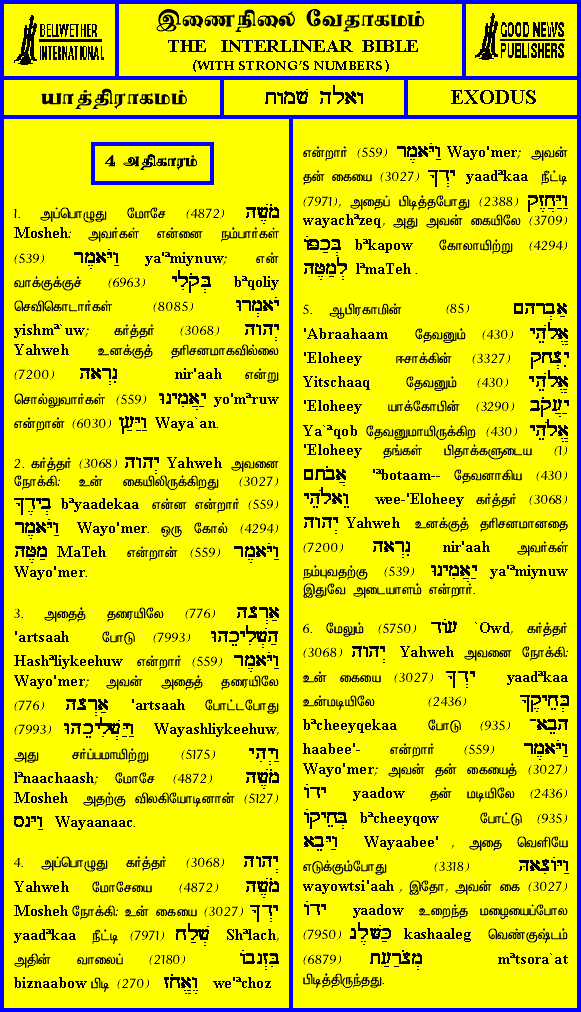 BELLWETHER
INTERNATIONAL
இணைநிலை வேதாகமம்
THE INTERLINEAR BIBLE
(WITH STRONG'S NUMBERS)
GOOD NEWS
PUBLISHERS
யாத்திராகமம்
ואלה שמות
EXODUS
4 அதிகாரம்
1. அப்பொழுது மோசே (4872) מֹשֶׁה
Mosheh; அவர்கள் என்னை நம்பார்கள்
(539) וַיֹּאמֶר ya'ᵃmiynuw; என்
வாக்குக்குச் (6963) בְּקֹלִי bᵃqoliy
செவிகொடார்கள் (8085) יֹאמְרוּ
yishmᵃ`uw; கர்த்தர் (3068) יְהוָה
Yahweh உனக்குத் தரிசனமாகவில்லை
(7200) נִרְאָה nir'aah என்று
சொல்லுவார்கள் (559) יַאֲמִינוּ yo'mᵃruw
என்றான் (6030) וַיַּעַן Waya`an.
2. கர்த்தர் (3068) יְהוָה Yahweh அவனை
நோக்கி: உன் கையிலிருக்கிறது (3027)
בְיָדֶךָ bᵃyaadekaa என்ன என்றார் (559)
וַיֹּאמֶר Wayo'mer. ஒரு கோல் (4294)
מַטֶּה MaTeh என்றான் (559) וַיֹּאמֶר
Wayo'mer.
3. அதைத் தரையிலே (776) אַרְצָה
'artsaah போடு (7993) הַשְׁלִיכֵהוּ
Hashᵃliykeehuw என்றார் (559) וַיֹּאמֶר
Wayo'mer; அவன் அதைத் தரையிலே
(776) אַרְצָה 'artsaah போட்டபோது
(7993) וַיַּשְׁלִיכֵהוּ Wayashliykeehuw,
அது சர்ப்பமாயிற்று (5175) וַיְהִי
lᵃnaachaash; மோசே (4872) מֹשֶׁה
Mosheh அதற்கு விலகியோடினான் (5127)
וַיָּנָס Wayaanaac.
4. அப்பொழுது கர்த்தர் (3068) יְהוָה
Yahweh மோசேயை (4872) מֹשֶׁה
Mosheh நோக்கி: உன் கையை (3027) יָדְךָ
yaadᵃkaa நீட்டி (7971) שְׁלַח Shᵃlach,
அதின் வாலைப் (2180) בִּזְנָבוֹ
biznaabow பிடி (270) וֶאֱחֹז we'ᵃchoz
என்றார் (559) וַיֹּאמֶר Wayo'mer; அவன்
தன் கையை (3027) יָדְךָ yaadᵃkaa நீட்டி
(7971), அதைப் பிடித்தபோது (2388) וַיַּחֲזֶק
wayachᵃzeq, அது அவன் கையிலே (3709)
בְּכַפּוֹ bᵃkapow கோலாயிற்று (4294)
לְמַטֶּה lᵃmaTeh .
5. ஆபிரகாமின் (85) אַבְרָהָם
'Abraahaam தேவனும் (430) אֱלֹהֵי
'Eloheey ஈசாக்கின் (3327) יִצְחָק
Yitschaaq தேவனும் (430) אֱלֹהֵי
'Eloheey யாக்கோபின் (3290) יַעֲקֹב
Ya`ᵃqob தேவனுமாயிருக்கிற (430) אֱלֹהֵי
'Eloheey தங்கள் பிதாக்களுடைய (1)
אֲבֹתָם 'ᵃbotaam-- தேவனாகிய (430)
וֵאלֹהֵי wee-'Eloheey கர்த்தர் (3068)
יְהוָה Yahweh உனக்குத் தரிசனமானதை
(7200) נִרְאָה nir'aah அவர்கள்
நம்புவதற்கு (539) יַאֲמִינוּ ya'ᵃmiynuw
இதுவே அடையாளம் என்றார்.
6. மேலும் (5750) עוֹד `Owd, கர்த்தர்
(3068) יְהוָה Yahweh அவனை நோக்கி:
உன் கையை (3027) יָדְךָ yaadᵃkaa
உன்மடியிலே (2436) בְּחֵיקֶךָ
bᵃcheeyqekaa போடு (935) הָבֵא־
haabee'- என்றார் (559) וַיֹּאמֶר
Wayo'mer; அவன் தன் கையைத் (3027)
יָדוֹ yaadow தன் மடியிலே (2436)
בְּחֵיקוֹ bᵃcheeyqow போட்டு (935)
וַיָּבֵא Wayaabee' , அதை வெளியே
எடுக்கும்போது (3318) וַיּוֹצִאָהּ
wayowtsi'aah , இதோ, அவன் கை (3027)
יָדוֹ yaadow உறைந்த மழையைப்போல
(7950) כַּשָּׁלֶג kashaaleg வெண்குஷ்டம்
(6879) מְצֹרַעַת mᵃtsora`at
பிடித்திருந்தது.